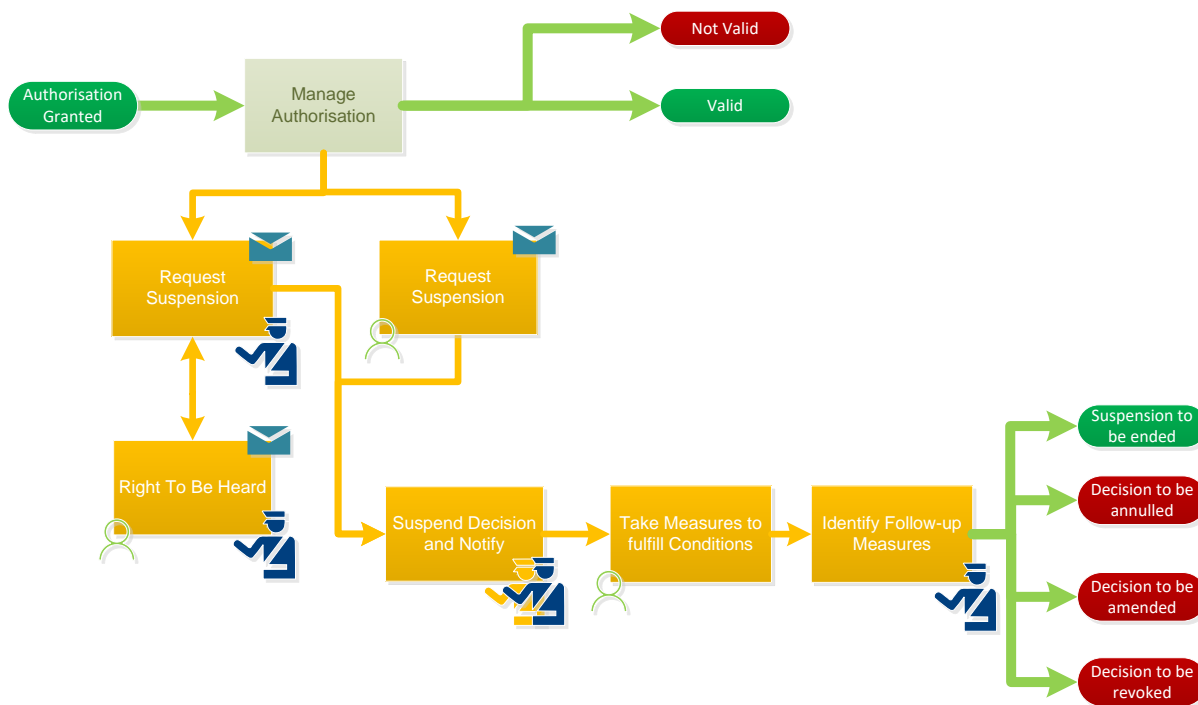 Not Valid
Authorisation
Granted
Manage
Authorisation
Valid
Request
Suspension
Request
Suspension
Right To Be Heard
Suspend Decision
and Notify
Take Measures to
fulfill Conditions
Identify Follow-up
Measures
Suspension to
be ended
Decision to be
annulled
Decision to be
amended
Decision to be
revoked